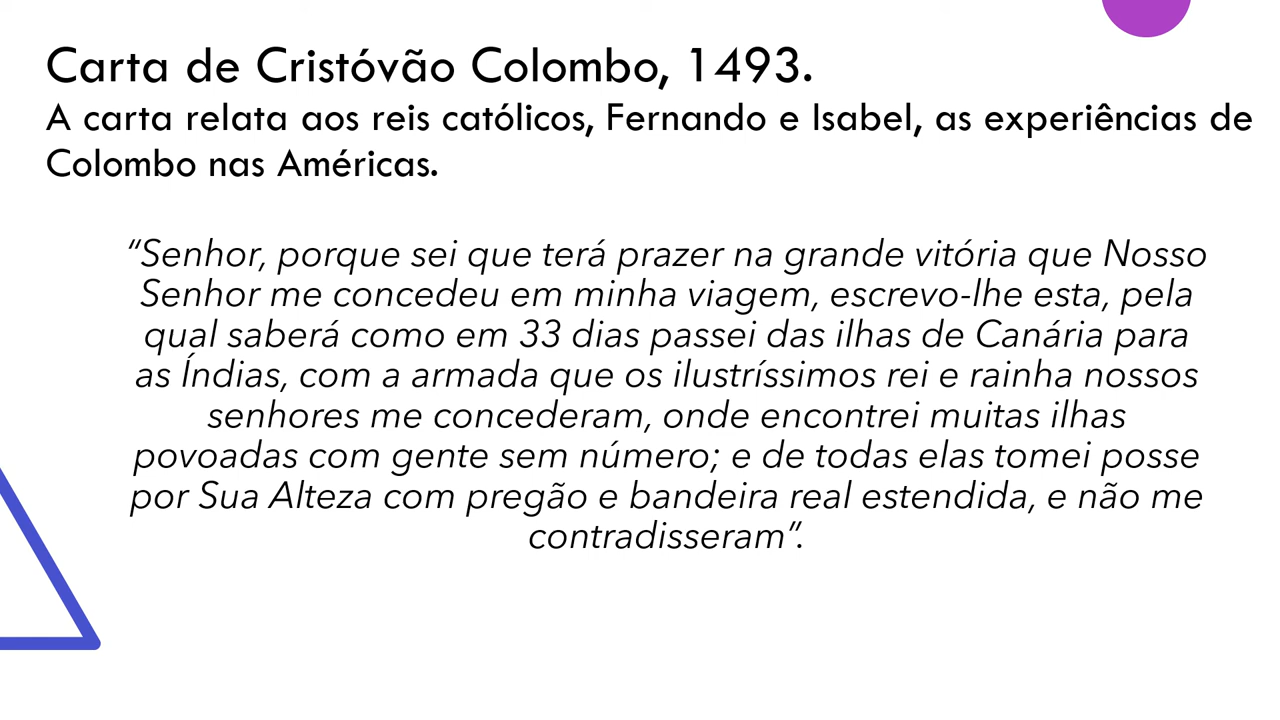 Carta de Cristóvão Colombo, 1493.
A carta relata aos reis católicos, Fernando e Isabel, as experiências de
Colombo nas Américas.
“Senhor, porque sei que terá prazer na grande vitória que Nosso
Senhor me concedeu em minha viagem, escrevo-lhe esta, pela
qual saberá como em 33 dias passei das ilhas de Canária para
as Índias, com a armada que os ilustríssimos rei e rainha nossos
senhores me concederam, onde encontrei muitas ilhas
povoadas com gente sem número; e de todas elas tomei posse
por Sua Alteza com pregão e bandeira real estendida, e não me
contradisseram”.